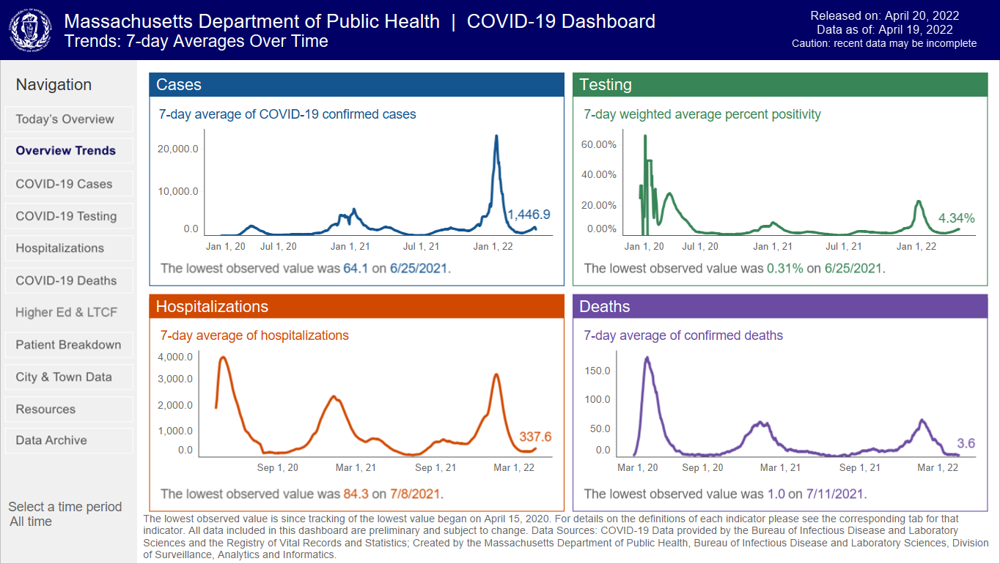 Massachusetts Department of Public Health | COVID-19 Dashboard
Trends: 7-day Averages Over Time
Released on: April 20, 2022
Data as of: April 19, 2022
Caution: recent data may be incomplete
Navigation
Today's Overview
Overview Trends
COVID-19 Cases
COVID-19 Testing
Hospitalizations
COVID-19 Deaths
Higher Ed & LTCF
Patient Breakdown
City & Town Data
Resources
Data Archive
Select a time period
All time
Cases
7-day average of COVID-19 confirmed cases
20,000.0
10,000.0
0.0
1,446.9
Jan 1, 20 Jul 1, 20 Jan 1, 21 Jul 1, 21 Jan 1, 22
The lowest observed value was 64.1 on 6/25/2021.
Testing
7-day weighted average percent positivity
60.00%
40.00%
20.00%
0.00%
4.34%
Jan 1, 20 Jul 1, 20 Jan 1, 21 Jul 1, 21 Jan 1, 22
The lowest observed value was 0.31% on 6/25/2021.
Hospitalizations
7-day average of hospitalizations
4,000.0
3,000.0
2,000.0
1,000.0
0.0
337.6
Sep 1, 20 Mar 1, 21 Sep 1, 21 Mar 1, 22
The lowest observed value was 84.3 on 7/8/2021.
Deaths
7-day average of confirmed deaths
150.0
100.0
50.0
0.0
3.6
Mar 1, 20 Sep 1, 20 Mar 1, 21 Sep 1, 21 Mar 1, 22
The lowest observed value was 1.0 on 7/11/2021.
The lowest observed value is since tracking of the lowest value began on April 15, 2020. For details on the definitions of each indicator please see the corresponding tab for that
indicator. All data included in this dashboard are preliminary and subject to change. Data Sources: COVID-19 Data provided by the Bureau of Infectious Disease and Laboratory
Sciences and the Registry of Vital Records and Statistics; Created by the Massachusetts Department of Public Health, Bureau of Infectious Disease and Laboratory Sciences, Division
of Surveillance, Analytics and Informatics.